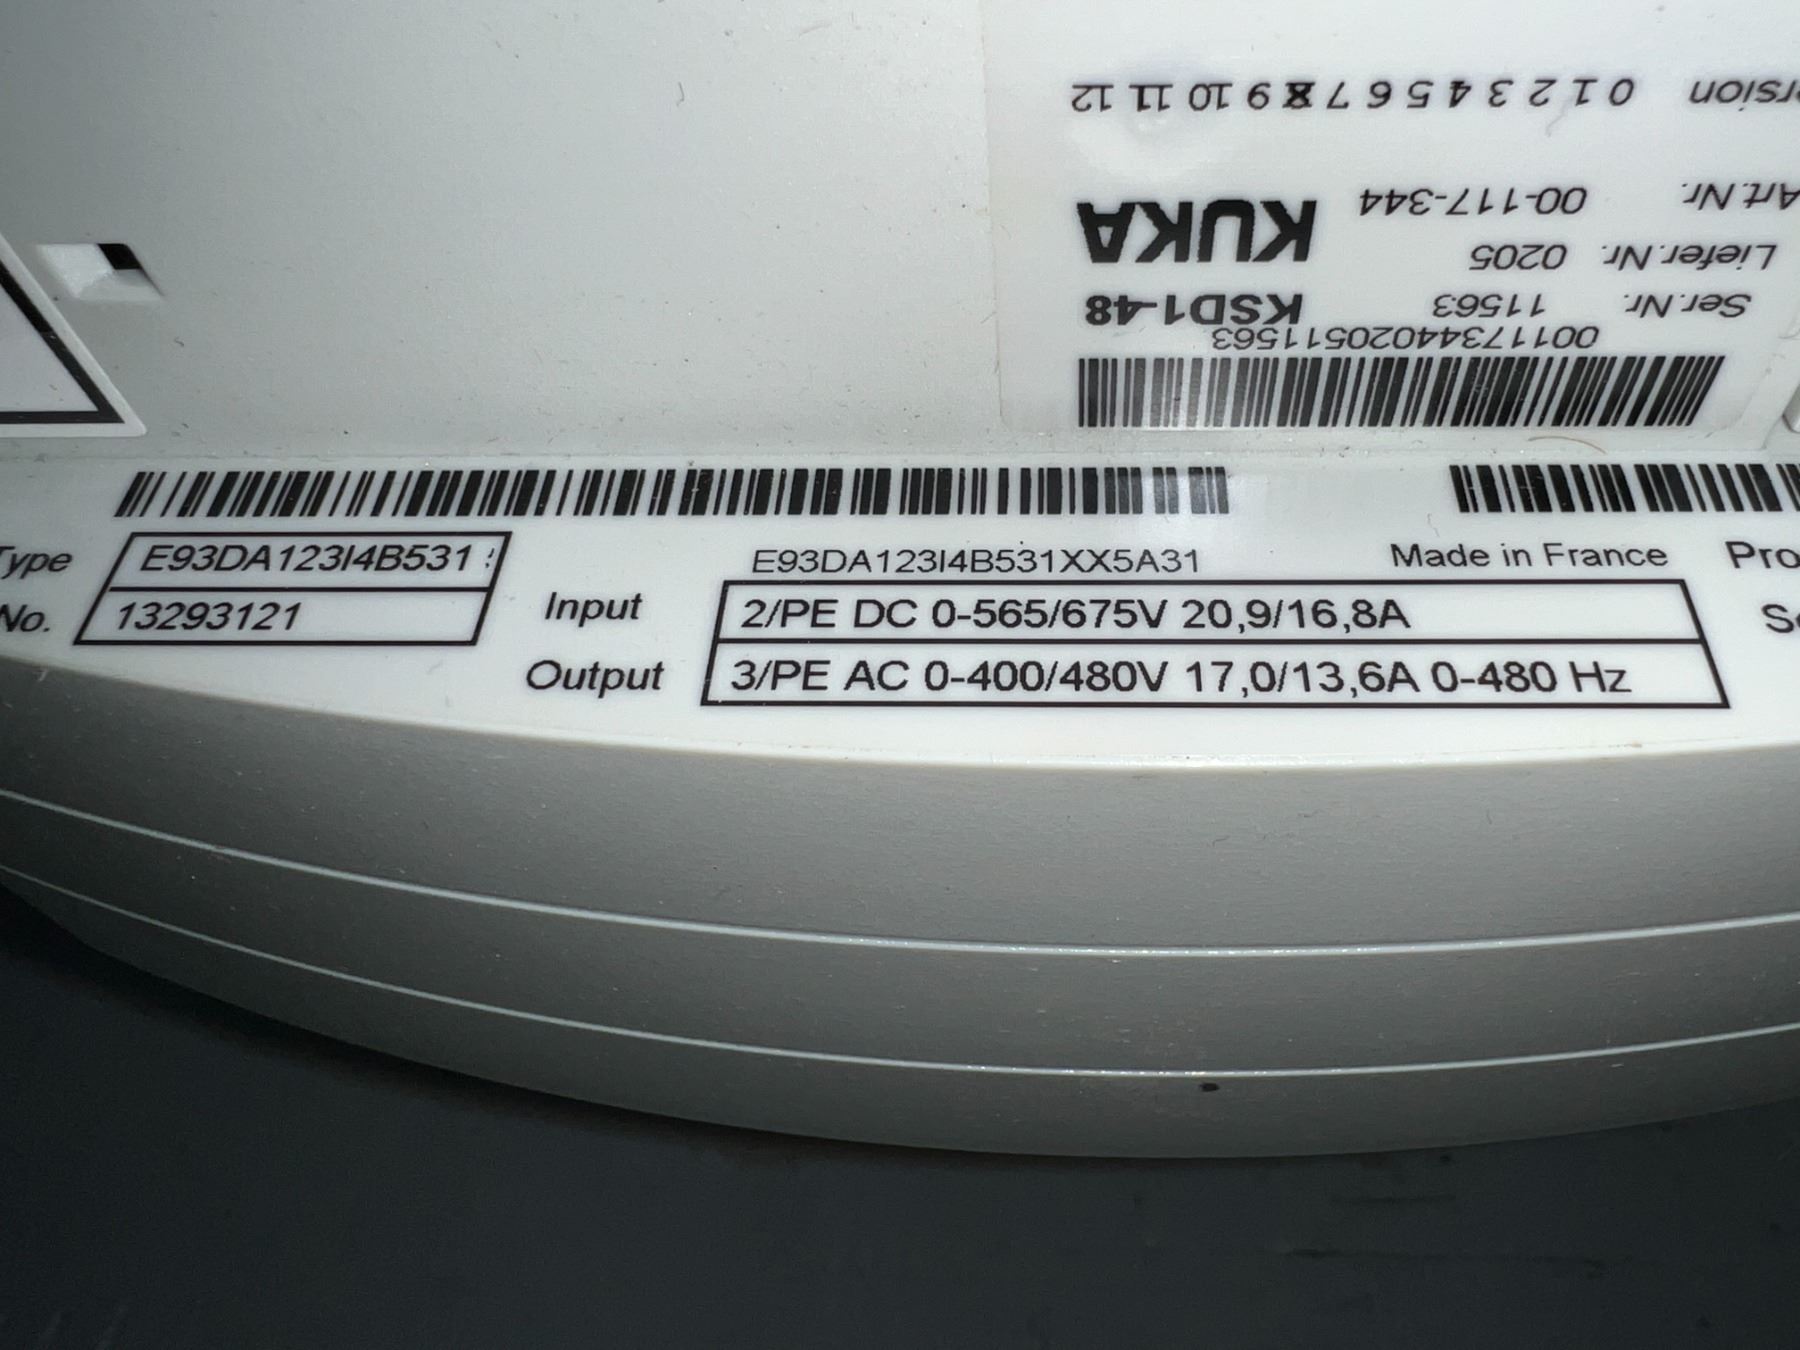 rsion 0 1 2 3 4 5 6 7 8 9 10 11 12
Art.Nr. 00-117-344
KUKA
Liefer.Nr. 0205
Ser.Nr. 11563
KSD1-48
00117344020511563
Type E93DA123I4B531
No. 13293121
E93DA123I4B531XX5A31
Made in France
Input 2/PE DC 0-565/675V 20,9/16,8A
Output 3/PE AC 0-400/480V 17,0/13,6A 0-480 Hz
Pro